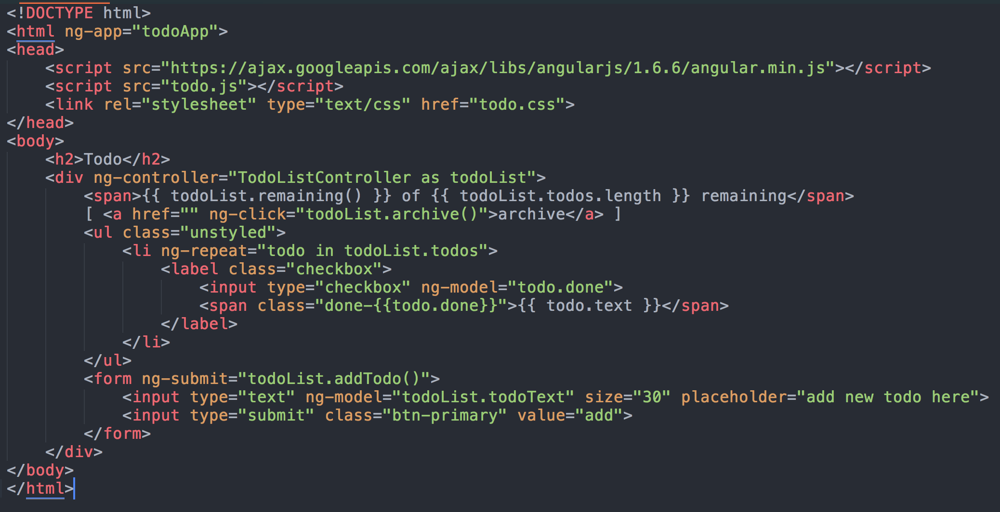 <!DOCTYPE html>
<html ng-app="todoApp">
<head>
    <script src="https://ajax.googleapis.com/ajax/libs/angularjs/1.6.6/angular.min.js"></script>
    <script src="todo.js"></script>
    <link rel="stylesheet" type="text/css" href="todo.css">
</head>
<body>
    <h2>Todo</h2>
    <div ng-controller="TodoListController as todoList">
        <span>{{ todoList.remaining() }} of {{ todoList.todos.length }} remaining</span>
        [ <a href="" ng-click="todoList.archive()">archive</a> ]
        <ul class="unstyled">
            <li ng-repeat="todo in todoList.todos">
                <label class="checkbox">
                    <input type="checkbox" ng-model="todo.done">
                    <span class="done-{{todo.done}}">{{ todo.text }}</span>
                </label>
            </li>
        </ul>
        <form ng-submit="todoList.addTodo()">
            <input type="text" ng-model="todoList.todoText" size="30" placeholder="add new todo here">
            <input type="submit" class="btn-primary" value="add">
        </form>
    </div>
</body>
</html>